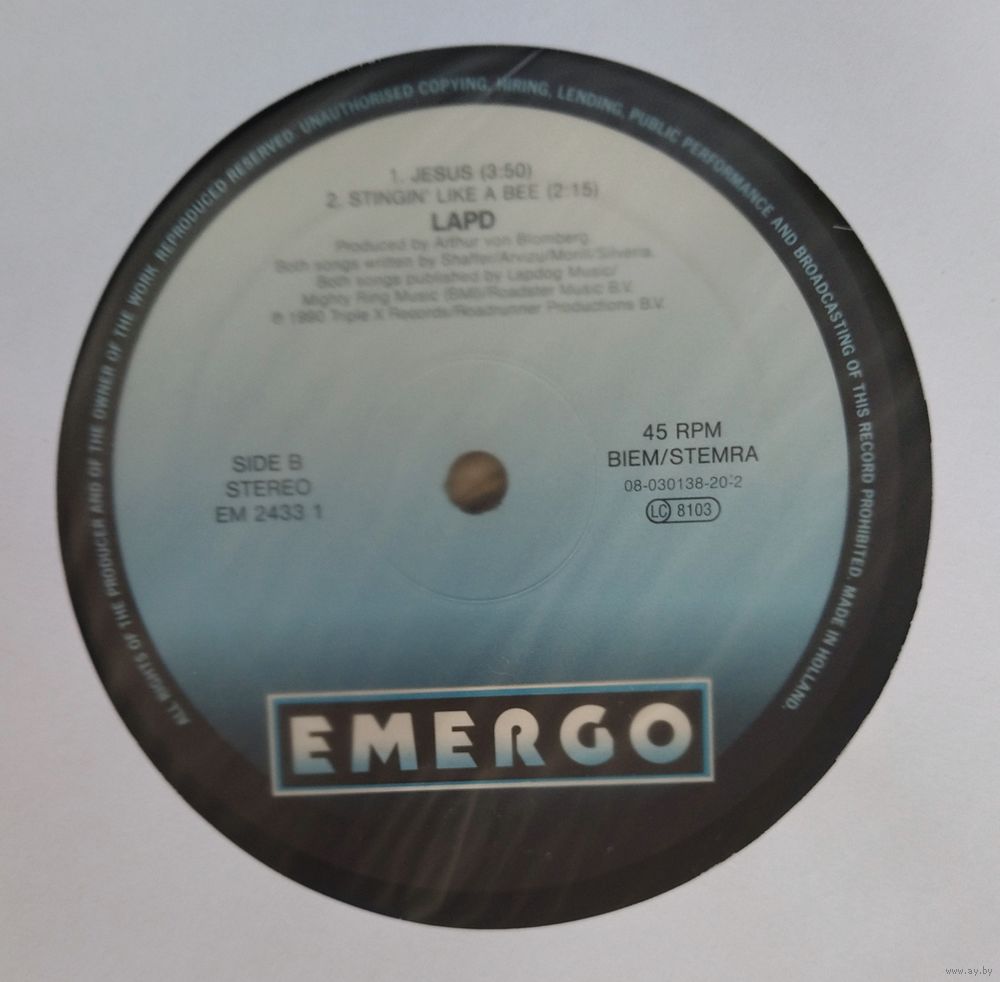 ALL RIGHTS OF THE PRODUCER AND OF THE OWNER OF THE WORK REPRODUCED RESERVED. UNAUTHORISED COPYING, HIRING, LENDING, PUBLIC PERFORMANCE AND BROADCASTING OF THIS RECORD PROHIBITED. MADE IN HOLLAND.
1. JESUS (3:50)
2. STINGIN' LIKE A BEE (2:15)
LAPD
Produced by Arthur von Blomberg
Both songs written by Shaffer/Arvizu/Morill/Silveria.
Both songs published by Lapdog Music/
Mighty Ring Music (BMI)/Roadster Music B.V.
℗ 1990 Triple X Records/Roadrunner Productions B.V.
SIDE B
STEREO
EM 2433 1
45 RPM
BIEM/STEMRA
08-030138-20-2
LC 8103
EMERGO
www.ay.by